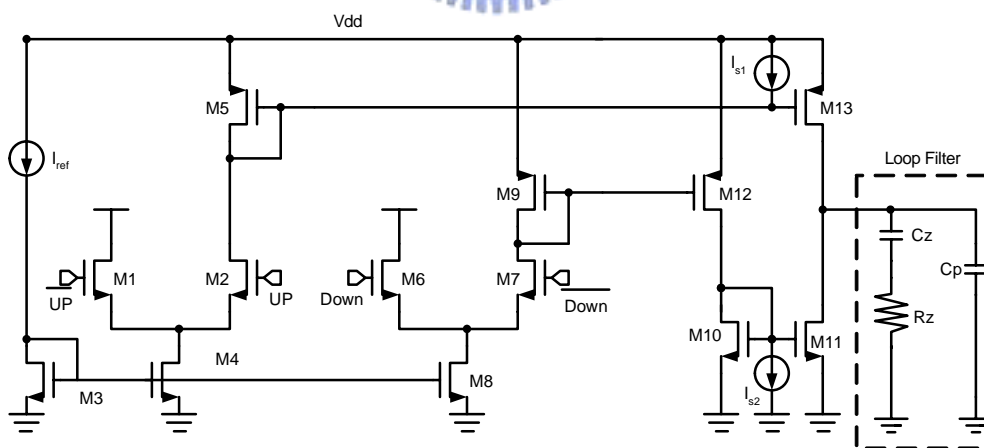 Vdd
Is1
M5
M13
Iref
Loop Filter
M9
M12
Cz
M1
M2
M6
M7
Cp
UP
UP
Down
Down
Rz
M10
M11
M4
M3
M8
Is2